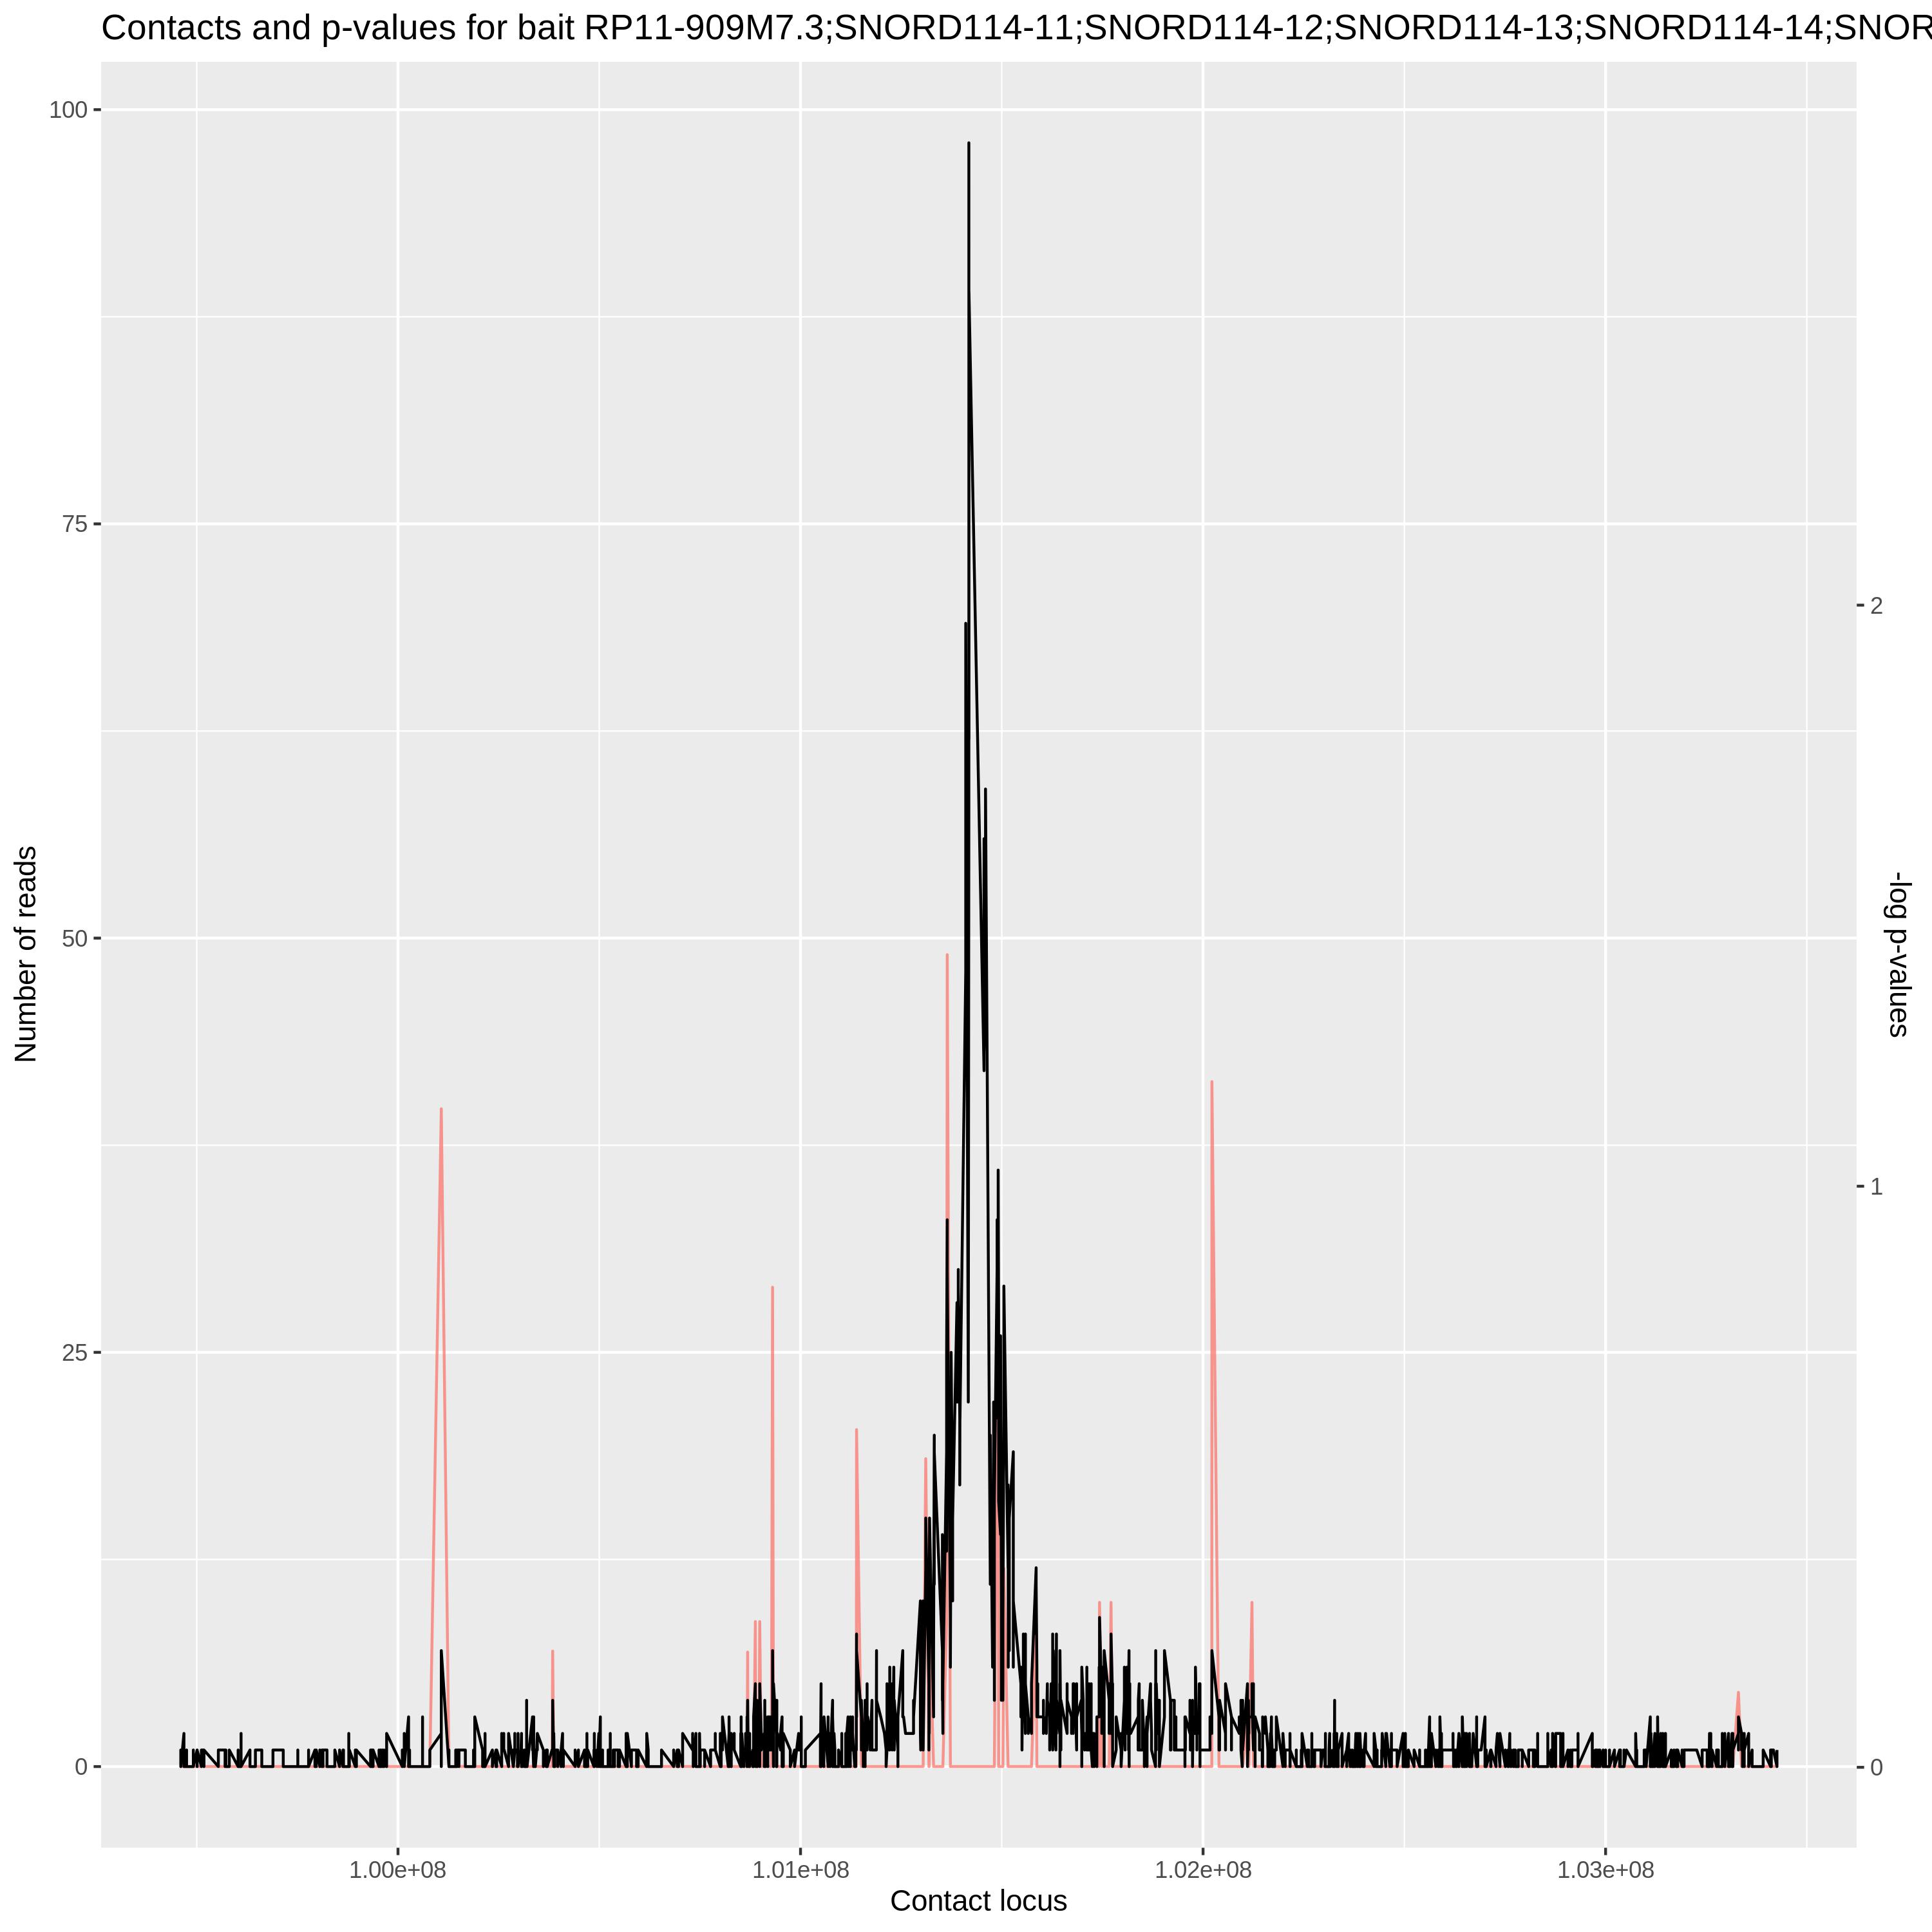 Contacts and p-values for bait RP11-909M7.3;SNORD114-11;SNORD114-12;SNORD114-13;SNORD114-14;SNOR
100
75
50
25
0
Number of reads
2
1
0
-log p-values
1.00e+08
1.01e+08
1.02e+08
1.03e+08
Contact locus